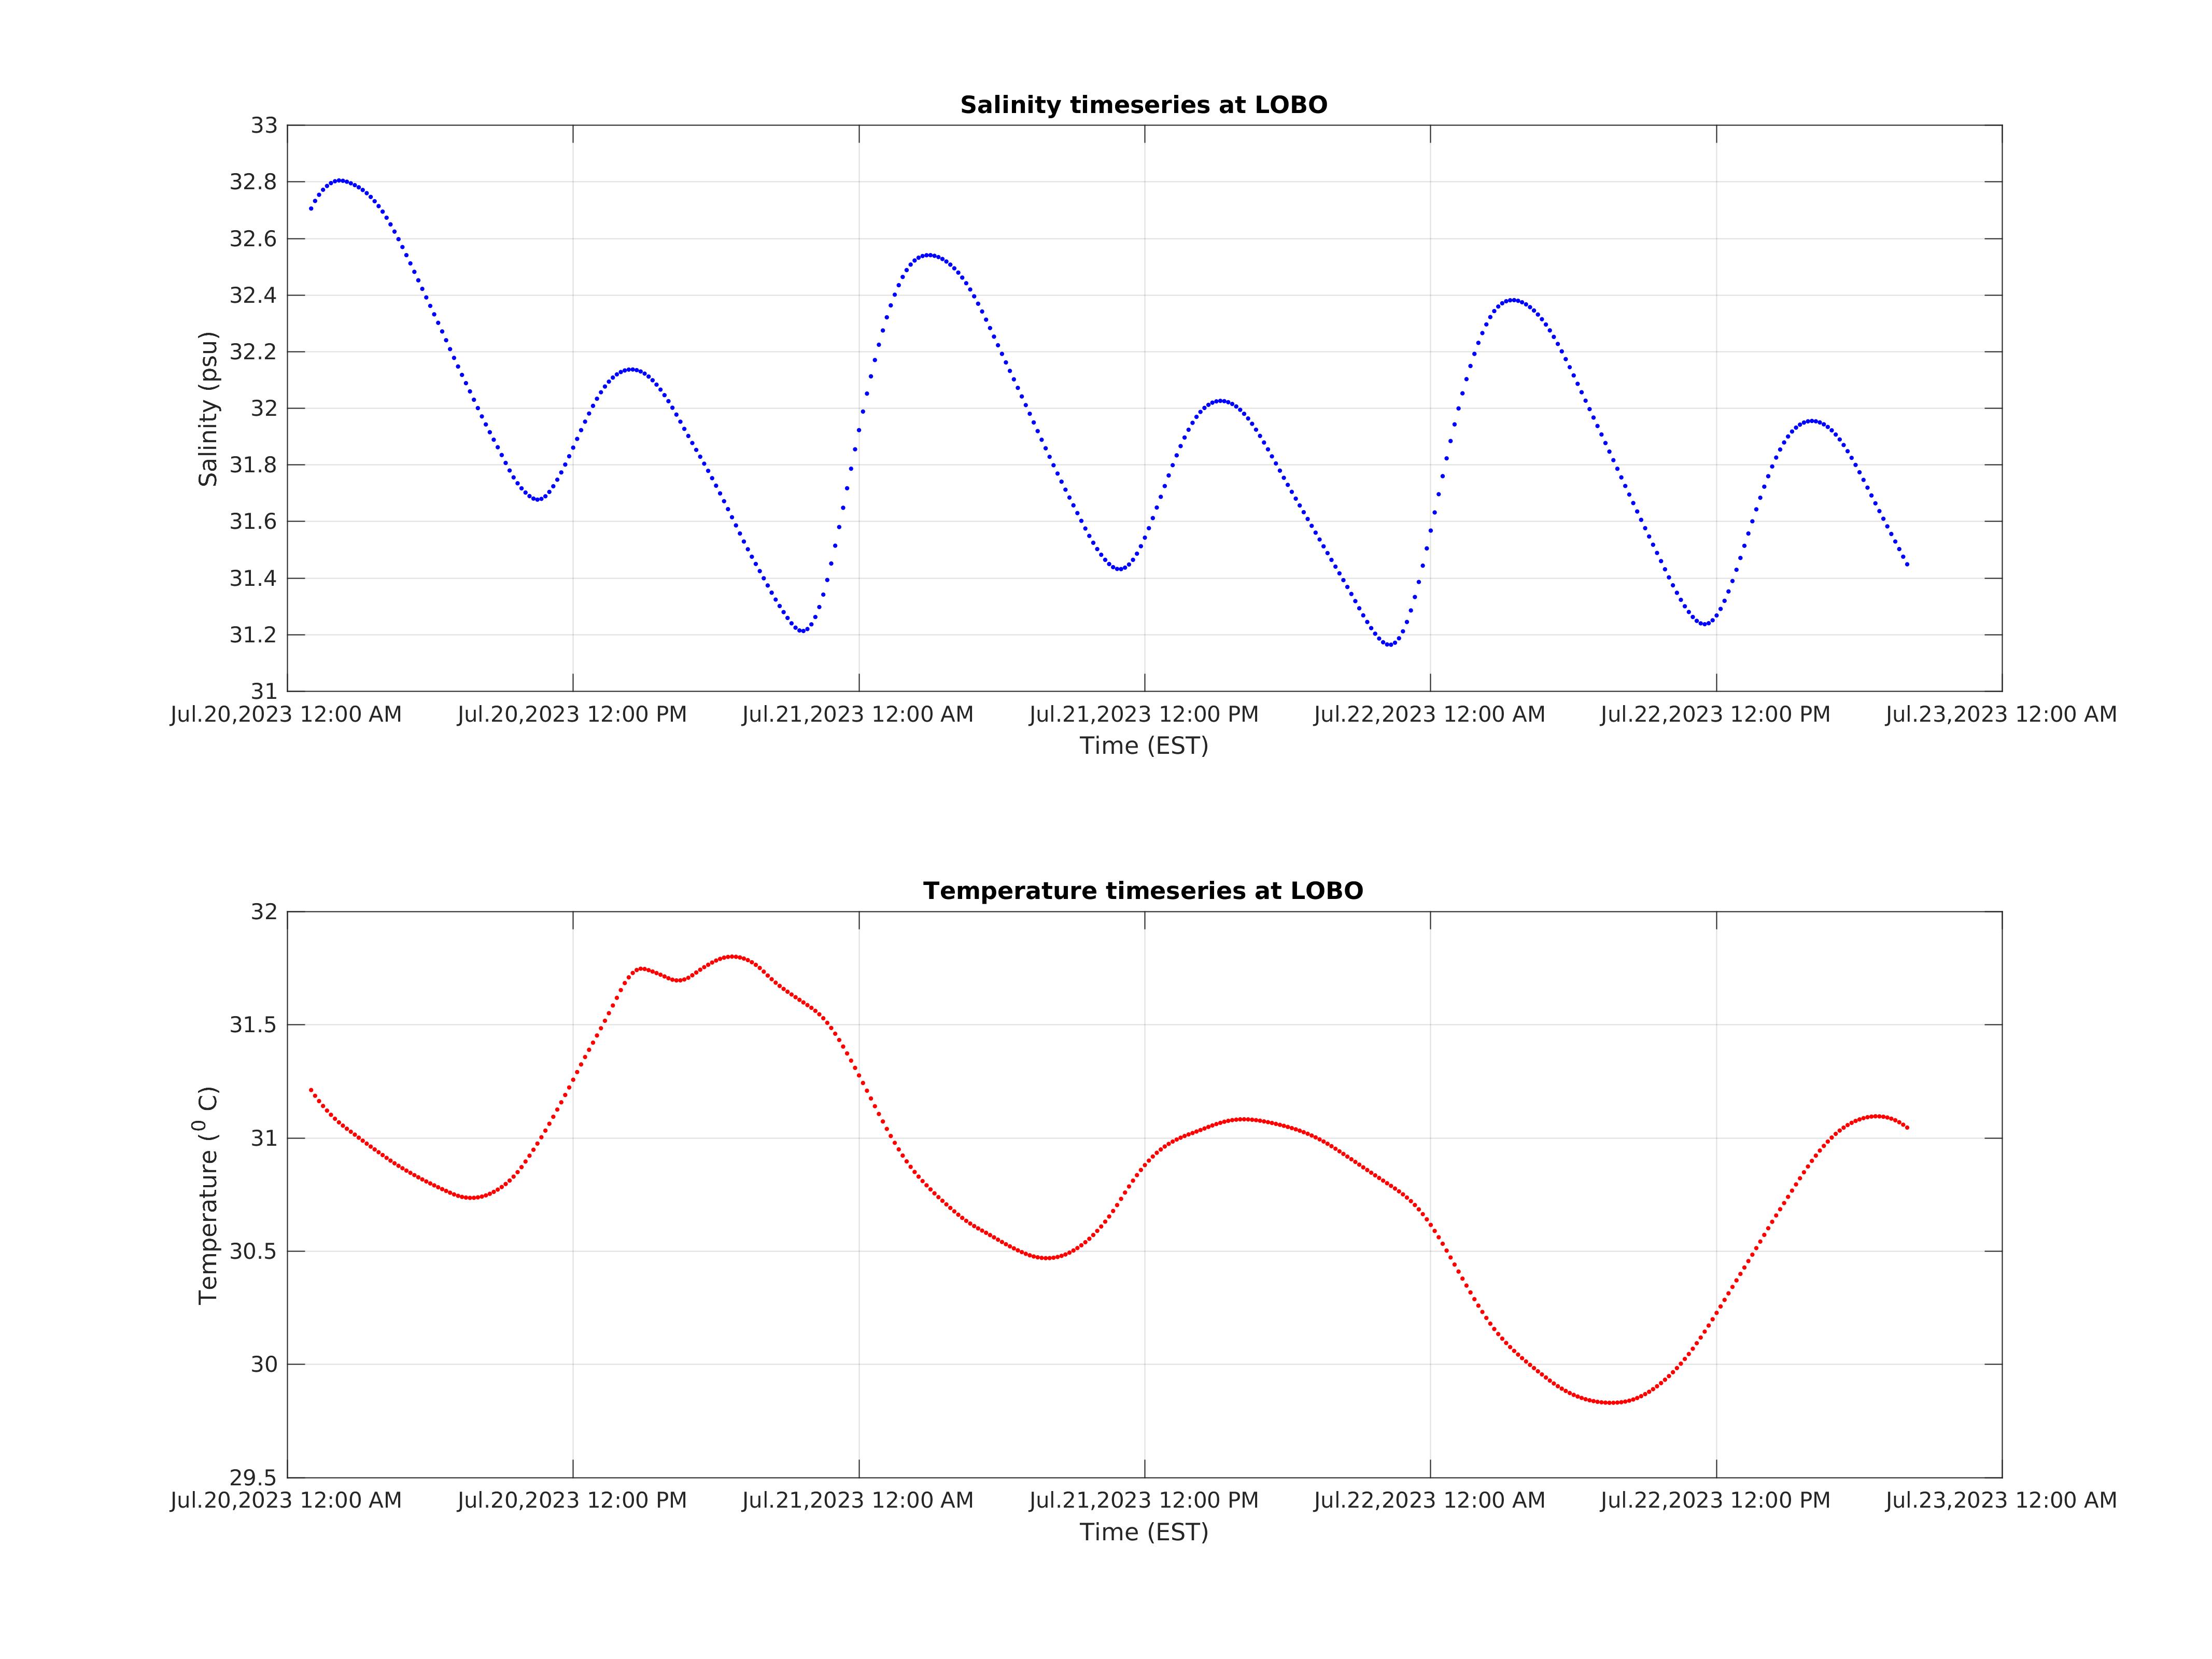 Salinity timeseries at LOBO
33
32.8
32.6
32.4
32.2
32
31.8
31.6
31.4
31.2
31
Salinity (psu)
Jul.20,2023 12:00 AM Jul.20,2023 12:00 PM Jul.21,2023 12:00 AM Jul.21,2023 12:00 PM Jul.22,2023 12:00 AM Jul.22,2023 12:00 PM Jul.23,2023 12:00 AM
Time (EST)
Temperature timeseries at LOBO
32
31.5
31
30.5
30
29.5
Temperature (⁰ C)
Jul.20,2023 12:00 AM Jul.20,2023 12:00 PM Jul.21,2023 12:00 AM Jul.21,2023 12:00 PM Jul.22,2023 12:00 AM Jul.22,2023 12:00 PM Jul.23,2023 12:00 AM
Time (EST)